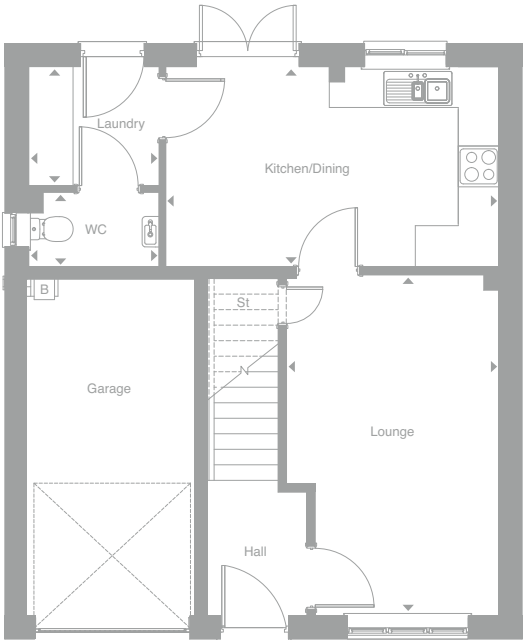 Laundry
Kitchen/Dining
WC
B
St
Garage
Lounge
Hall